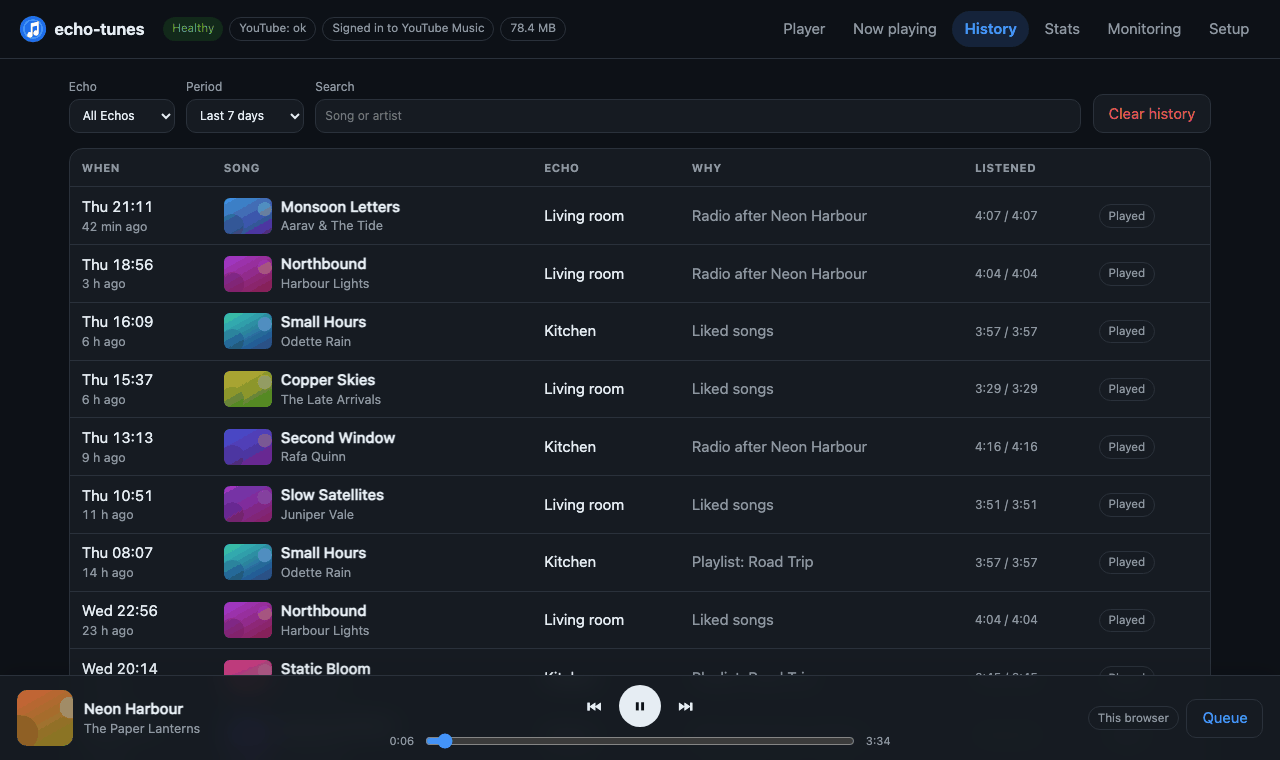 echo-tunes
Healthy
YouTube: ok
Signed in to YouTube Music
78.4 MB
Player
Now playing
History
Stats
Monitoring
Setup
Echo
Period
Search
All Echos
Last 7 days
Song or artist
Clear history
WHEN SONG ECHO WHY LISTENED
Thu 21:11
42 min ago
Monsoon Letters
Aarav & The Tide
Living room
Radio after Neon Harbour
4:07 / 4:07
Played
Thu 18:56
3 h ago
Northbound
Harbour Lights
Living room
Radio after Neon Harbour
4:04 / 4:04
Played
Thu 16:09
6 h ago
Small Hours
Odette Rain
Kitchen
Liked songs
3:57 / 3:57
Played
Thu 15:37
6 h ago
Copper Skies
The Late Arrivals
Living room
Liked songs
3:29 / 3:29
Played
Thu 13:13
9 h ago
Second Window
Rafa Quinn
Kitchen
Radio after Neon Harbour
4:16 / 4:16
Played
Thu 10:51
11 h ago
Slow Satellites
Juniper Vale
Living room
Liked songs
3:51 / 3:51
Played
Thu 08:07
14 h ago
Small Hours
Odette Rain
Kitchen
Playlist: Road Trip
3:57 / 3:57
Played
Wed 22:56
23 h ago
Northbound
Harbour Lights
Living room
Liked songs
4:04 / 4:04
Played
Wed 20:14
Static Bloom
Neon Harbour
The Paper Lanterns
0:06
3:34
This browser
Queue